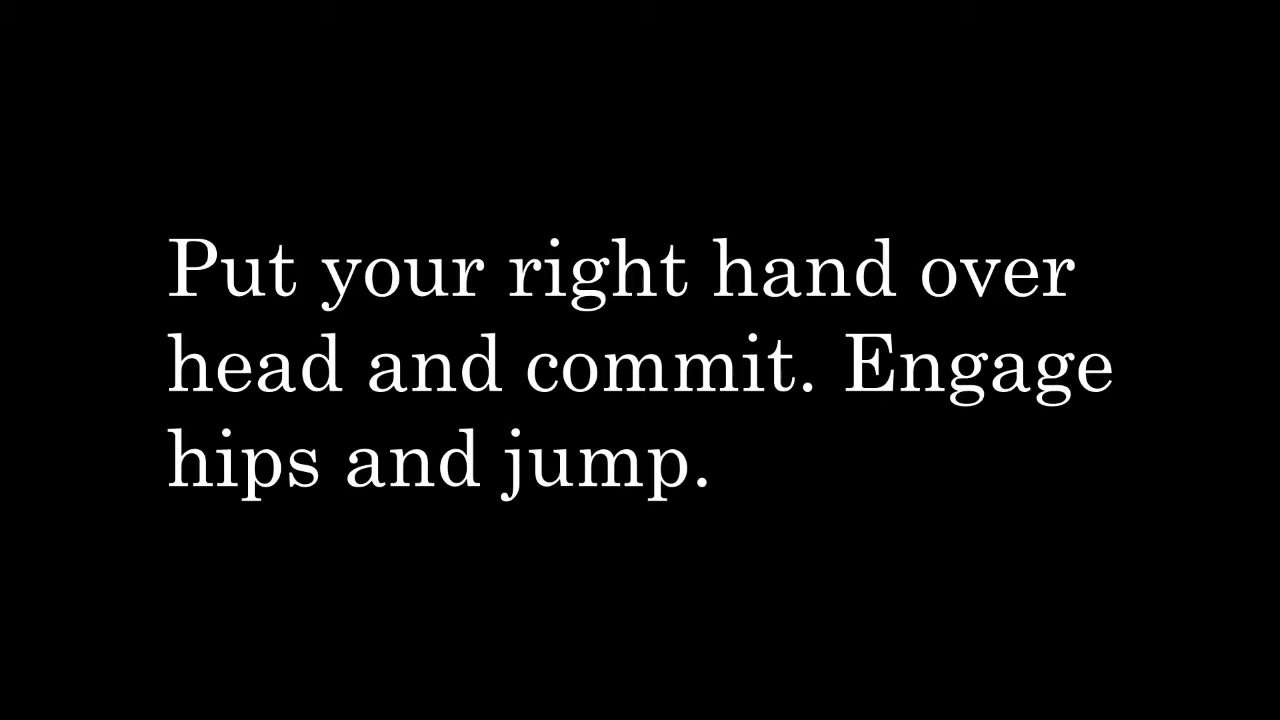 Put your right hand over
head and commit. Engage
hips and jump.